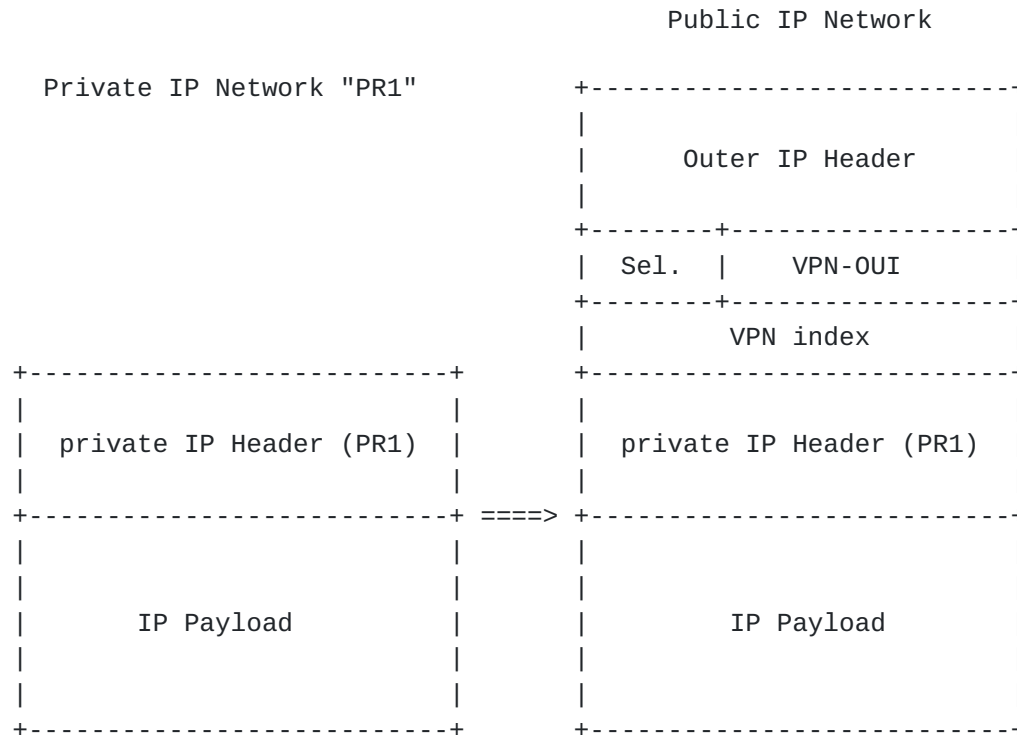 Public IP Network
Private IP Network "PR1"
Outer IP Header
Sel. | VPN-OUI
VPN index
private IP Header (PR1) | private IP Header (PR1)
====>
IP Payload | IP Payload